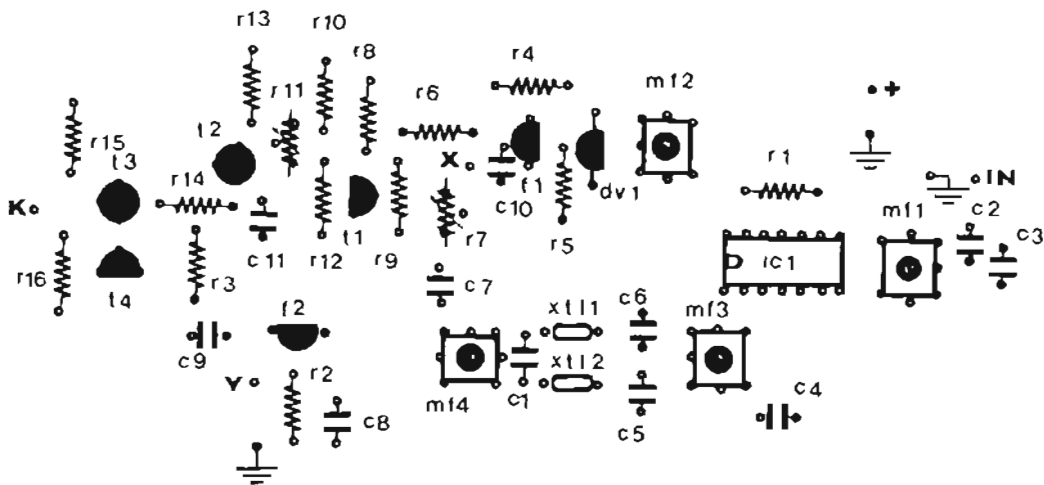 r13
r10
r8
r4
mf2
+
r11
r6
r15
t2
t3
r1
X
f1
IN
r14
dv1
c10
K
mf1
c2
c3
t1
r7
r5
c11
r12
r9
ic1
r16
r3
t4
c7
f2
xtl1
c6
mf3
c9
xtl2
Y
r2
mf4
c1
c4
c8
c5